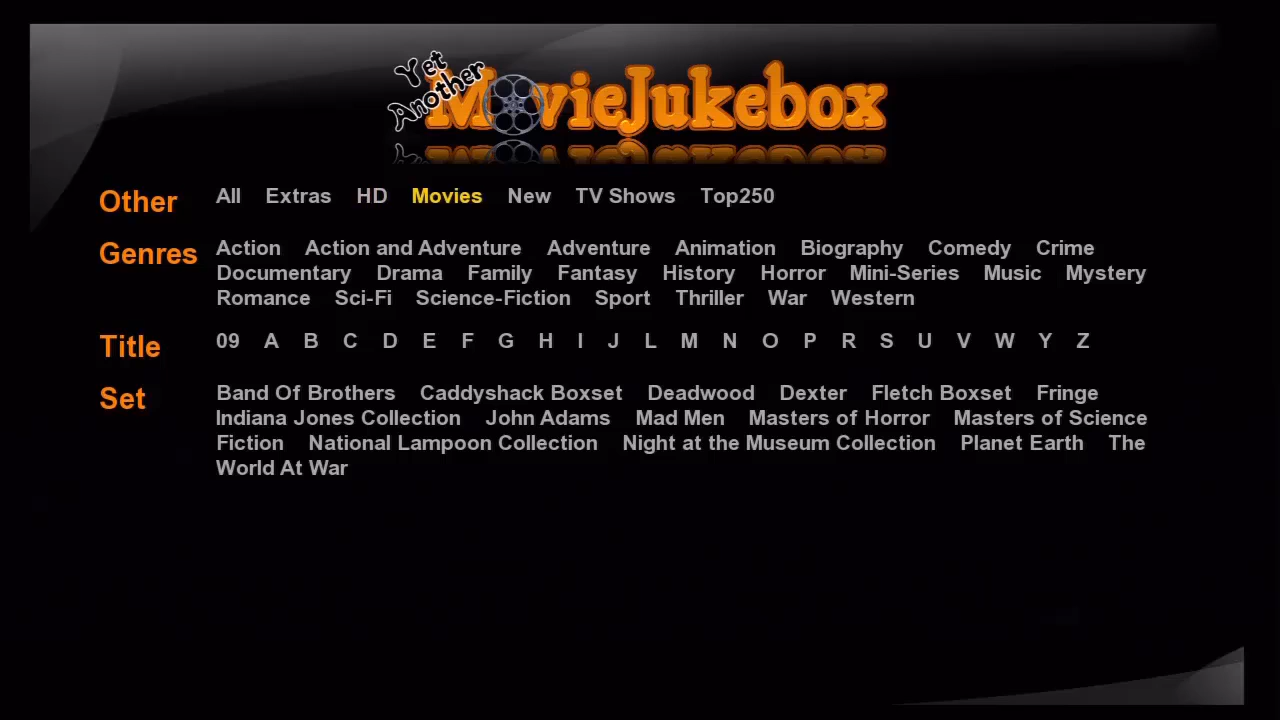 Yet
Another
MovieJukebox
Other All Extras HD Movies New TV Shows Top250
Genres Action Action and Adventure Adventure Animation Biography Comedy Crime
Documentary Drama Family Fantasy History Horror Mini-Series Music Mystery
Romance Sci-Fi Science-Fiction Sport Thriller War Western
Title 09 A B C D E F G H I J L M N O P R S U V W Y Z
Set Band Of Brothers Caddyshack Boxset Deadwood Dexter Fletch Boxset Fringe
Indiana Jones Collection John Adams Mad Men Masters of Horror Masters of Science
Fiction National Lampoon Collection Night at the Museum Collection Planet Earth The
World At War